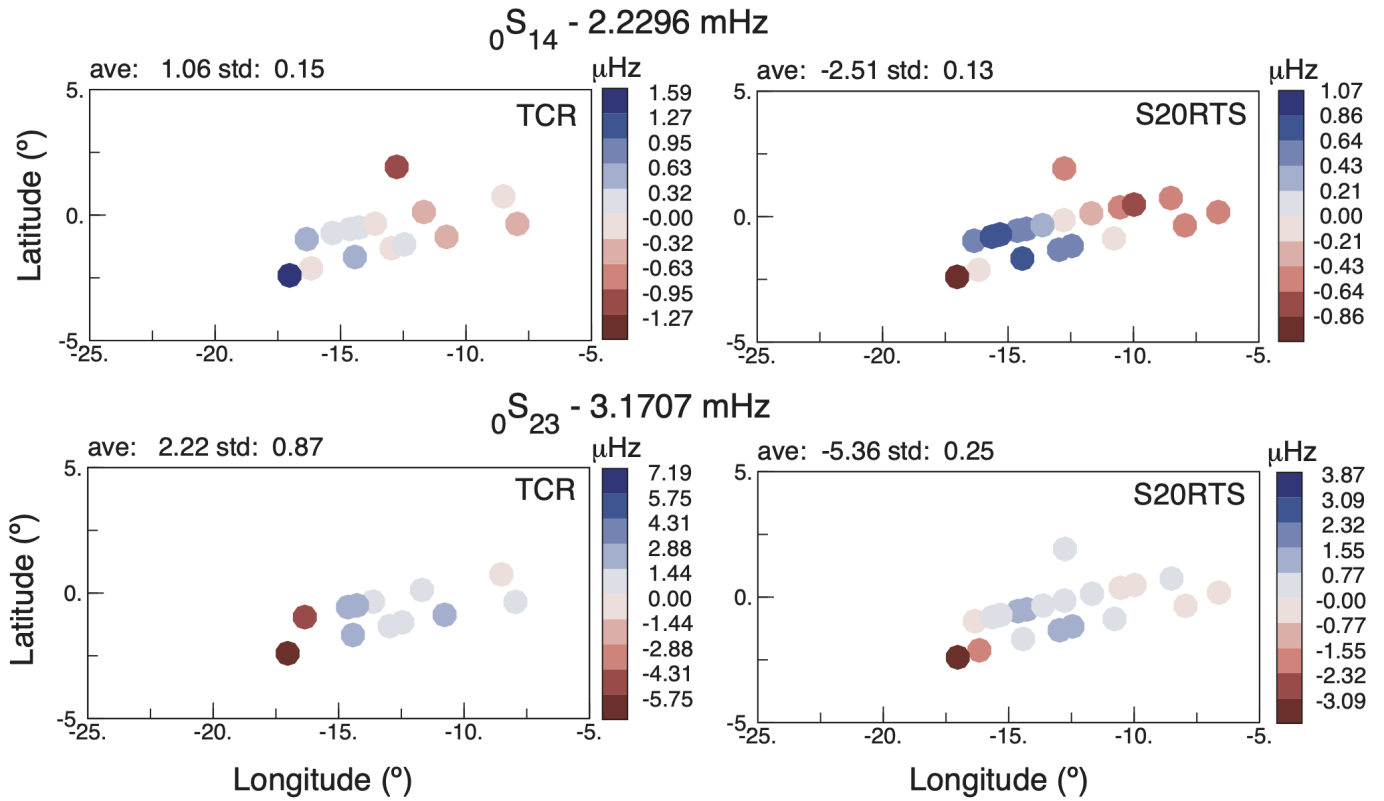 ₀S₁₄ - 2.2296 mHz
ave: 1.06 std: 0.15
μHz
ave: -2.51 std: 0.13
μHz
5.
TCR
1.59
1.27
0.95
0.63
0.32
-0.00
-0.32
-0.63
-0.95
-1.27
5.
S20RTS
1.07
0.86
0.64
0.43
0.21
0.00
-0.21
-0.43
-0.64
-0.86
Latitude (º)
0.
0.
-5.
-5.
-25. -20. -15. -10. -5.
-25. -20. -15. -10. -5.
₀S₂₃ - 3.1707 mHz
ave: 2.22 std: 0.87
μHz
ave: -5.36 std: 0.25
μHz
5.
TCR
7.19
5.75
4.31
2.88
1.44
0.00
-1.44
-2.88
-4.31
-5.75
5.
S20RTS
3.87
3.09
2.32
1.55
0.77
-0.00
-0.77
-1.55
-2.32
-3.09
Latitude (º)
0.
0.
-5.
-5.
-25. -20. -15. -10. -5.
-25. -20. -15. -10. -5.
Longitude (º)
Longitude (º)